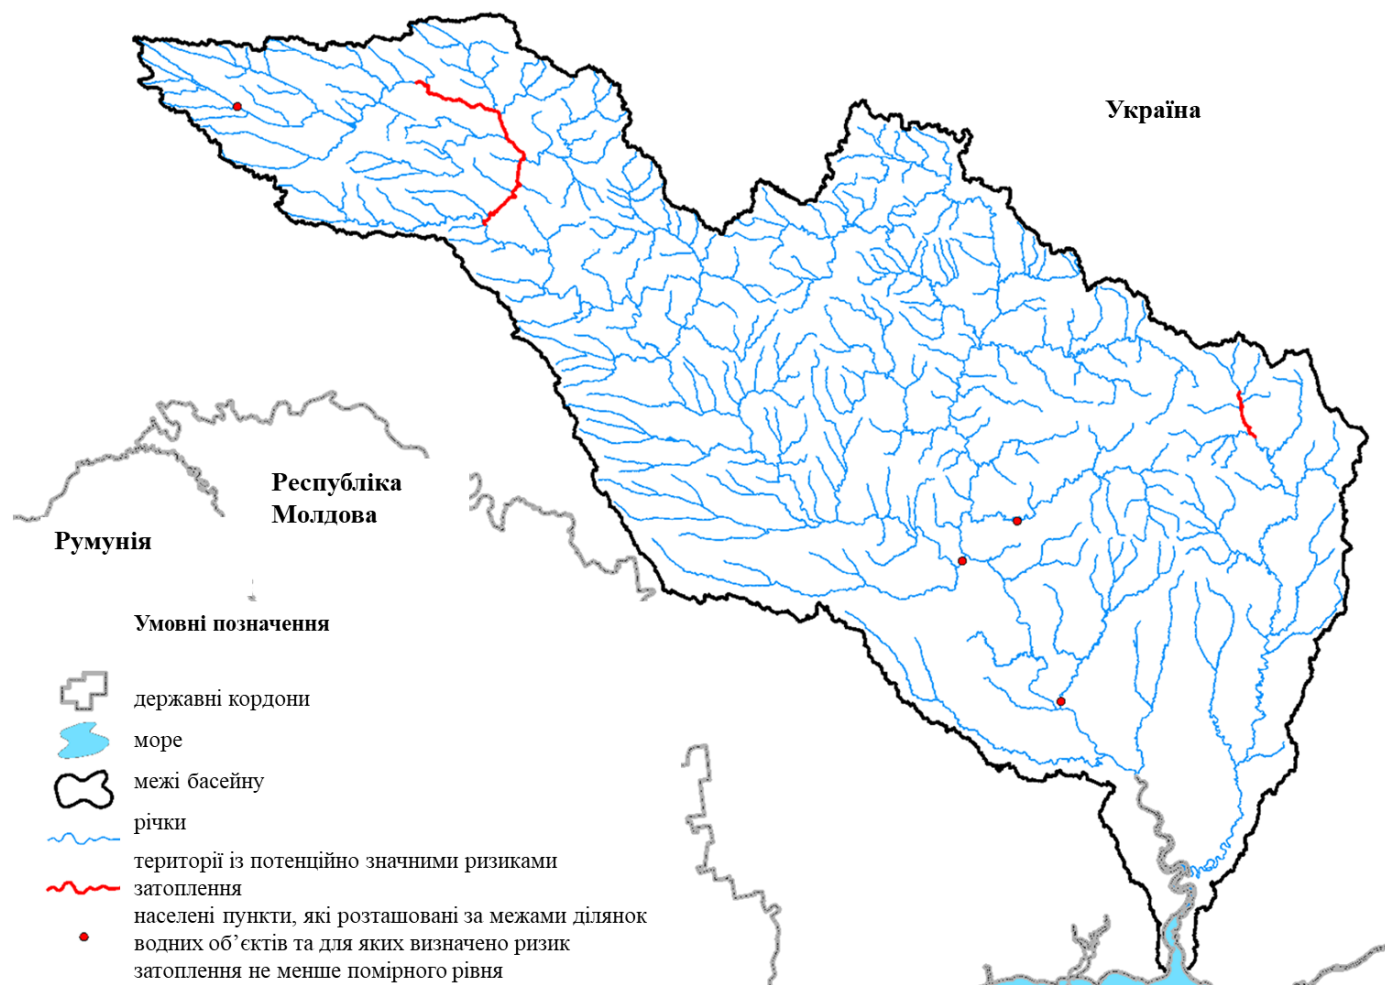 Україна
Республіка
Молдова
Румунія
Умовні позначення
державні кордони
море
межі басейну
річки
території із потенційно значними ризиками
затоплення
населені пункти, які розташовані за межами ділянок
водних об’єктів та для яких визначено ризик
затоплення не менше помірного рівня